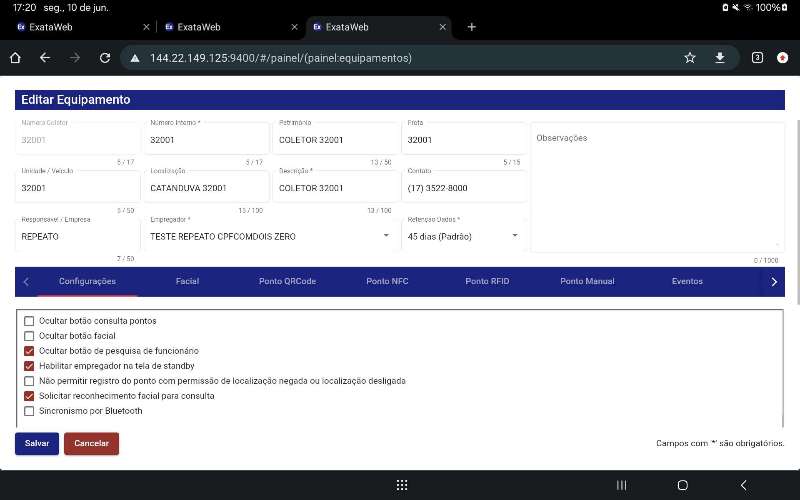 17:20 seg., 10 de jun. 100%
Ex ExataWeb Ex ExataWeb Ex ExataWeb
144.22.149.125:9400/#/painel/(painel:equipamentos) 3
Editar Equipamento
Número Coletor Número Interno * Patrimônio Frota
32001 32001 COLETOR 32001 32001 Observações
5 / 17 5 / 17 13 / 50 5 / 15
Unidade / Veículo Localização Descrição * Contato
32001 CATANDUVA 32001 COLETOR 32001 (17) 3522-8000
5 / 50 15 / 100 13 / 100
Responsável / Empresa Empregador * Retenção Dados *
REPEATO TESTE REPEATO CPFCOMDOIS ZERO 45 dias (Padrão)
7 / 50 0 / 1000
Configurações Facial Ponto QRCode Ponto NFC Ponto RFID Ponto Manual Eventos
Ocultar botão consulta pontos
Ocultar botão facial
Ocultar botão de pesquisa de funcionário
Habilitar empregador na tela de standby
Não permitir registro do ponto com permissão de localização negada ou localização desligada
Solicitar reconhecimento facial para consulta
Sincronismo por Bluetooth
Salvar Cancelar Campos com '*' são obrigatórios.